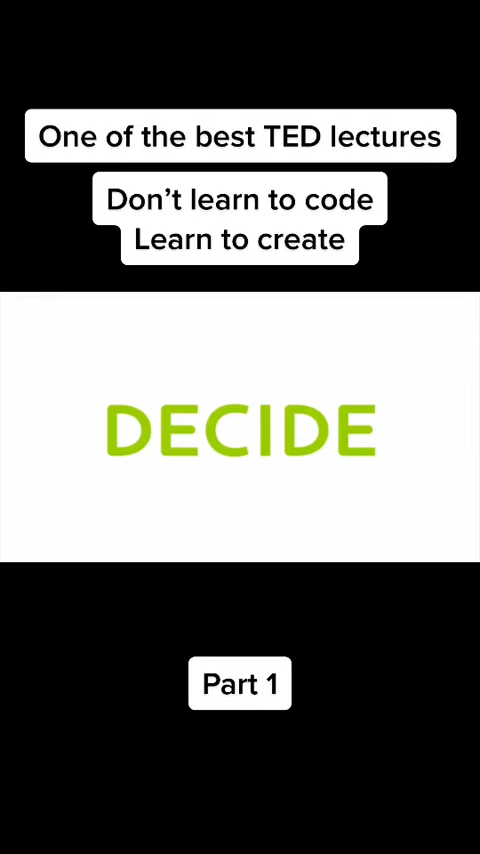 One of the best TED lectures
Don’t learn to code
Learn to create
DECIDE
Part 1